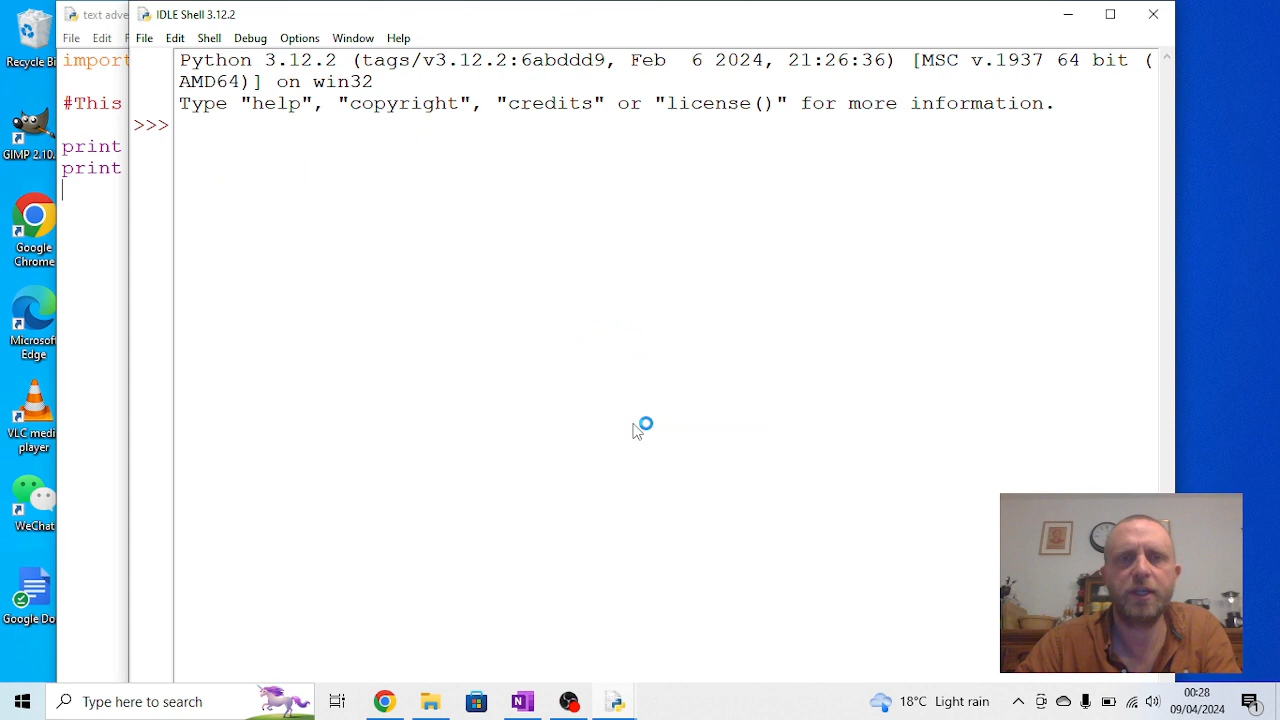 Recycle Bi
GIMP 2.10.
Google
Chrome
Microsof
Edge
VLC medi
player
WeChat
Google Do
text adve
File Edit F
import
#This
print
print
IDLE Shell 3.12.2
File Edit Shell Debug Options Window Help
Python 3.12.2 (tags/v3.12.2:6abddd9, Feb  6 2024, 21:26:36) [MSC v.1937 64 bit (
AMD64)] on win32
Type "help", "copyright", "credits" or "license()" for more information.
>>>
Type here to search
18°C Light rain
00:28
09/04/2024
1